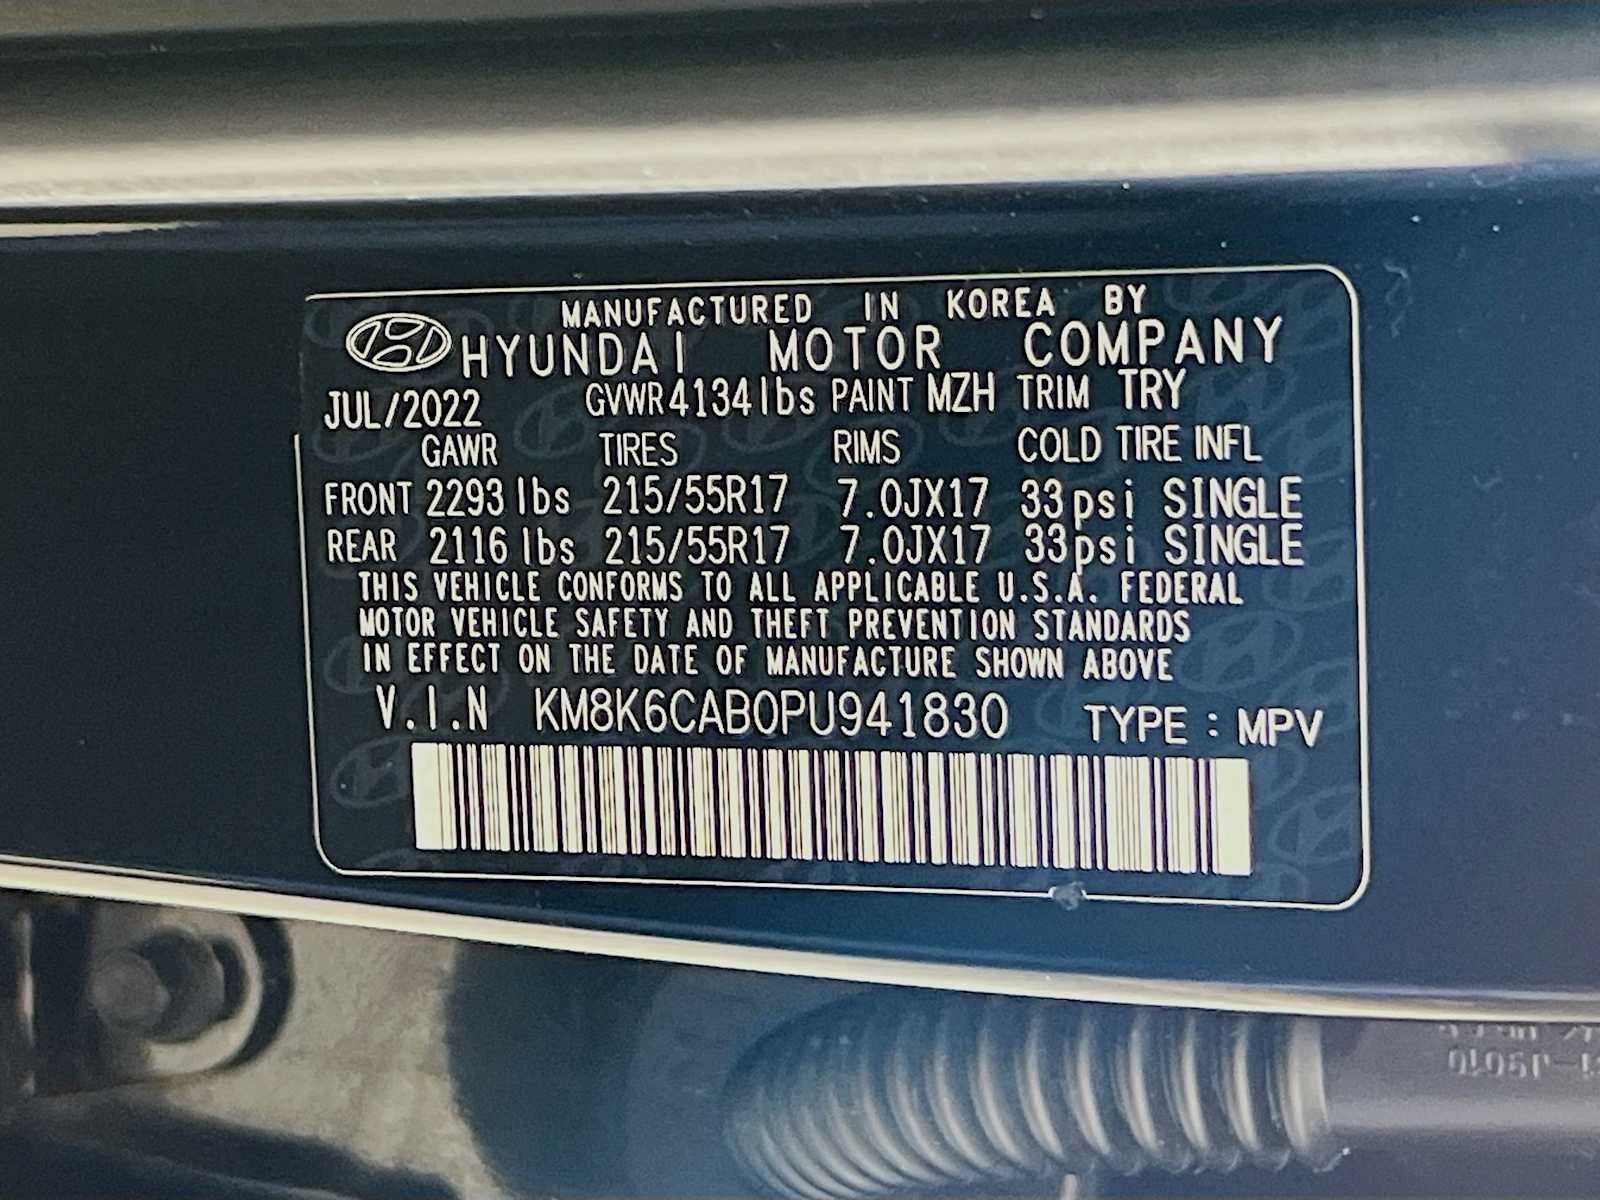 MANUFACTURED IN KOREA BY
HYUNDAI MOTOR COMPANY
JUL/2022 GVWR 4134lbs PAINT MZH TRIM TRY
GAWR TIRES RIMS COLD TIRE INFL
FRONT 2293 lbs 215/55R17 7.0JX17 33psi SINGLE
REAR 2116 lbs 215/55R17 7.0JX17 33psi SINGLE
THIS VEHICLE CONFORMS TO ALL APPLICABLE U.S.A. FEDERAL
MOTOR VEHICLE SAFETY AND THEFT PREVENTION STANDARDS
IN EFFECT ON THE DATE OF MANUFACTURE SHOWN ABOVE
V.I.N KM8K6CAB0PU941830 TYPE : MPV